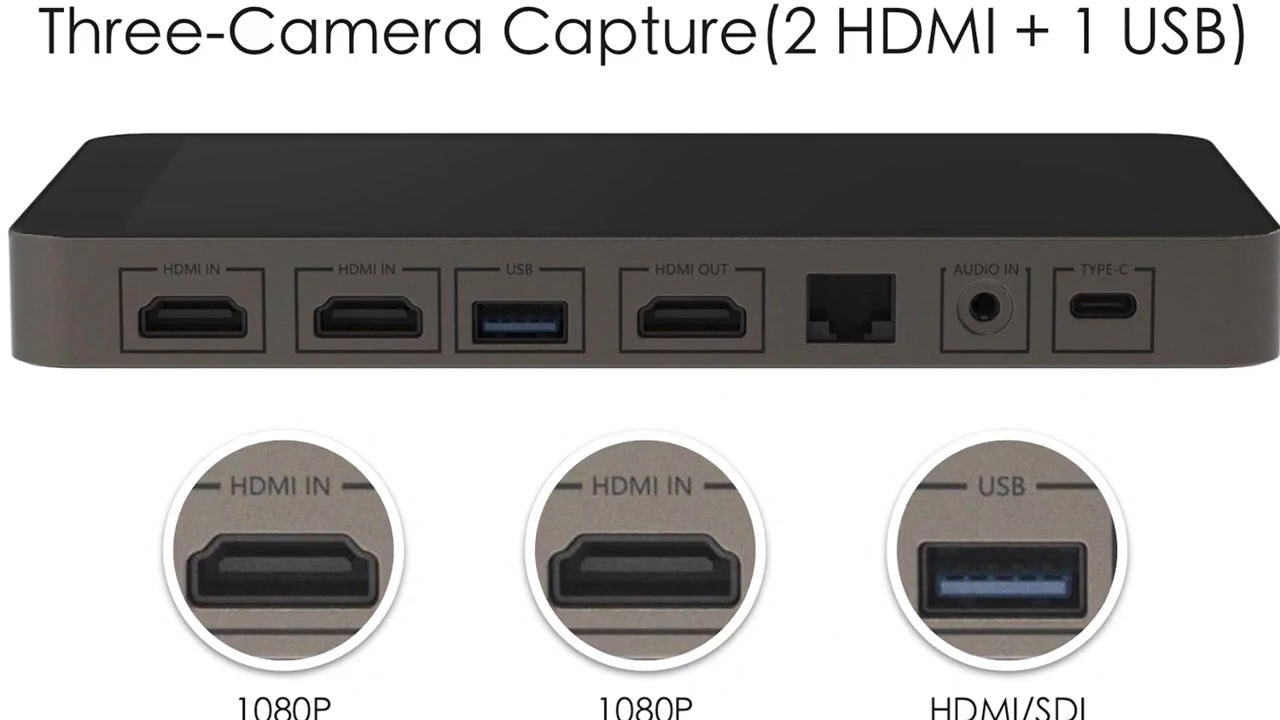 Three-Camera Capture(2 HDMI + 1 USB)
HDMI IN
HDMI IN
USB
HDMI OUT
AUDIO IN
TYPE-C
HDMI IN
HDMI IN
USB
1080P
1080P
HDMI/SDI